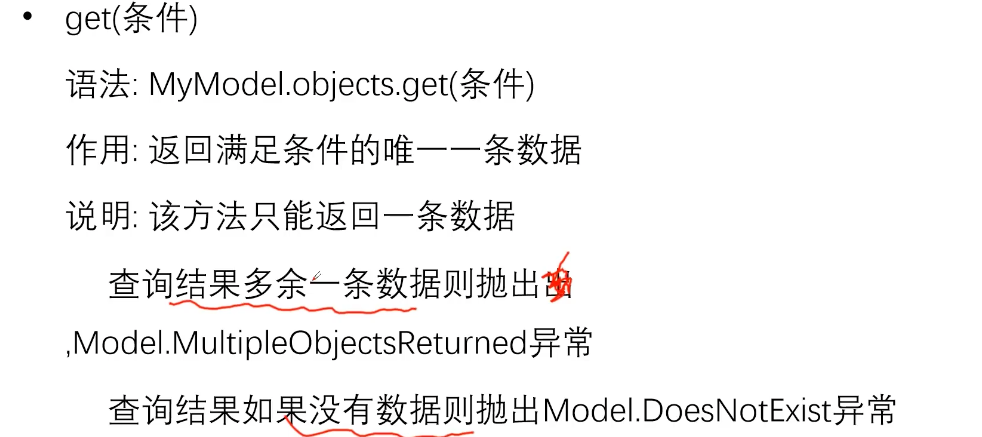 • get(条件)
语法: MyModel.objects.get(条件)
作用: 返回满足条件的唯一一条数据
说明: 该方法只能返回一条数据
查询结果多余一条数据则抛出
,Model.MultipleObjectsReturned异常
查询结果如果没有数据则抛出Model.DoesNotExist异常